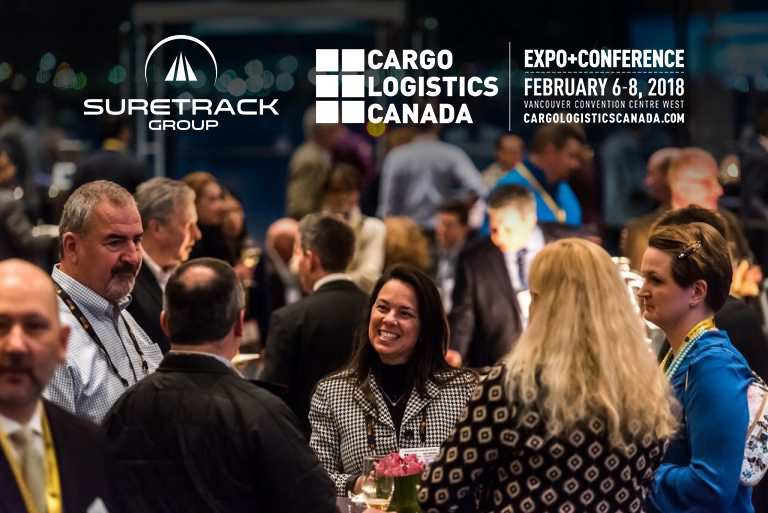 SURETRACK
GROUP
CARGO
LOGISTICS
CANADA
EXPO+CONFERENCE
FEBRUARY 6-8, 2018
VANCOUVER CONVENTION CENTRE WEST
CARGOLOGISTICSCANADA.COM